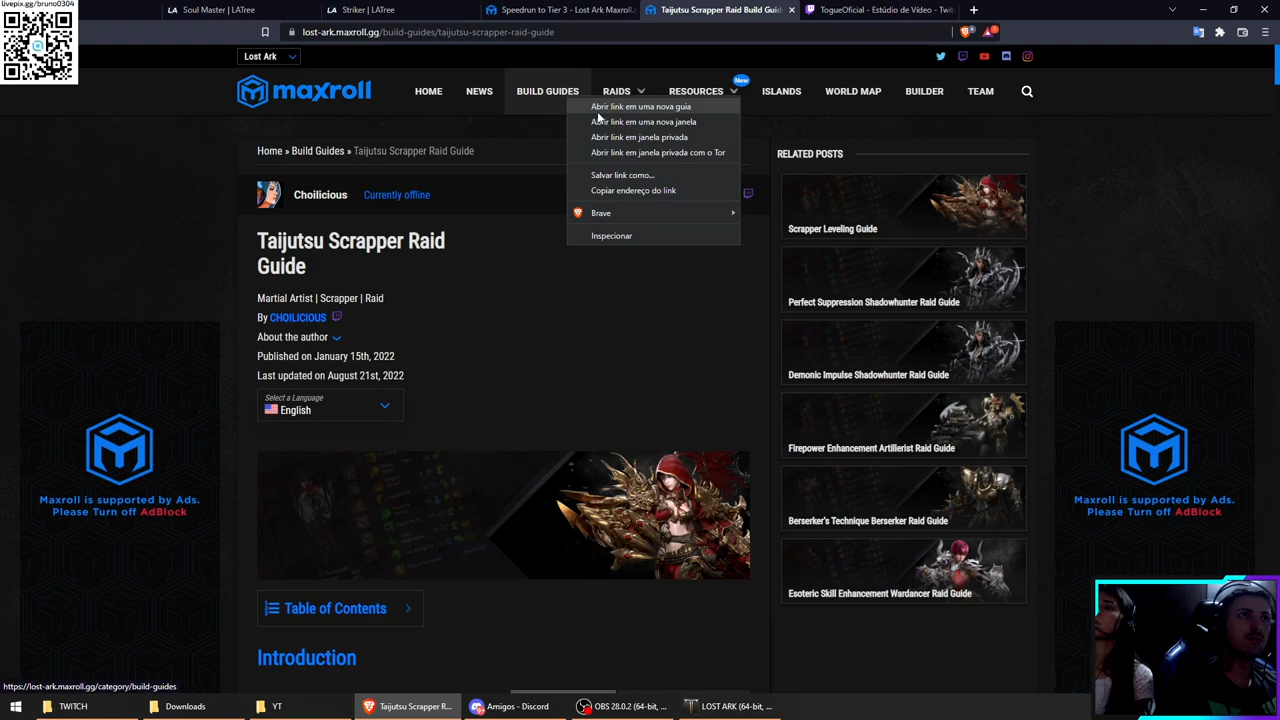 livepix.gg/bruno0304
Soul Master | LATree
Striker | LATree
Speedrun to Tier 3 - Lost Ark Maxroll.
Taijutsu Scrapper Raid Build Guid
TogueOficial - Estúdio de Vídeo - Twit
lost-ark.maxroll.gg/build-guides/taijutsu-scrapper-raid-guide
Lost Ark
maxroll
HOME
NEWS
BUILD GUIDES
RAIDS
RESOURCES
New
ISLANDS
WORLD MAP
BUILDER
TEAM
Abrir link em uma nova guia
Abrir link em uma nova janela
Abrir link em janela privada
Abrir link em janela privada com o Tor
Salvar link como...
Copiar endereço do link
Brave
Inspecionar
Home » Build Guides » Taijutsu Scrapper Raid Guide
Choilicious
Currently offline
Taijutsu Scrapper Raid
Guide
Martial Artist | Scrapper | Raid
By CHOILICIOUS
About the author
Published on January 15th, 2022
Last updated on August 21st, 2022
Select a Language
English
Table of Contents
Introduction
RELATED POSTS
Scrapper Leveling Guide
Perfect Suppression Shadowhunter Raid Guide
Demonic Impulse Shadowhunter Raid Guide
Firepower Enhancement Artillerist Raid Guide
Berserker's Technique Berserker Raid Guide
Esoteric Skill Enhancement Wardancer Raid Guide
Maxroll is supported by Ads.
Please Turn off AdBlock
Maxroll is supported by Ads.
Please Turn off AdBlock
https://lost-ark.maxroll.gg/category/build-guides
TWITCH
Downloads
YT
Taijutsu Scrapper R...
Amigos - Discord
OBS 28.0.2 (64-bit, ...
LOST ARK (64-bit, ...